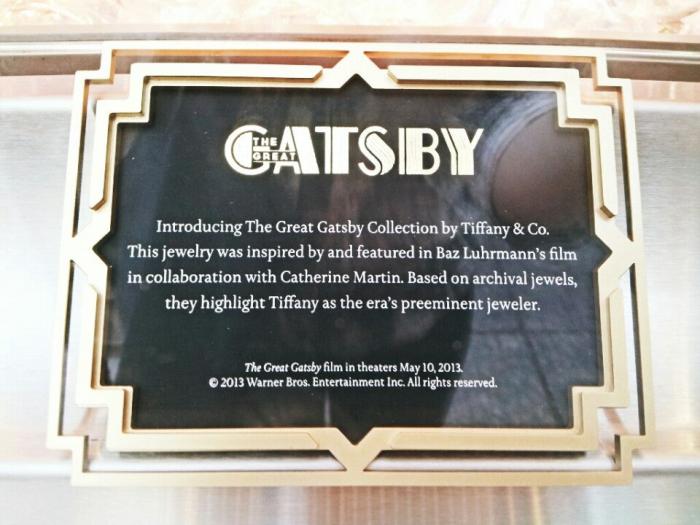 THE GREAT GATSBY
Introducing The Great Gatsby Collection by Tiffany & Co.
This jewelry was inspired by and featured in Baz Luhrmann's film
in collaboration with Catherine Martin. Based on archival jewels,
they highlight Tiffany as the era's preeminent jeweler.
The Great Gatsby film in theaters May 10, 2013.
© 2013 Warner Bros. Entertainment Inc. All rights reserved.